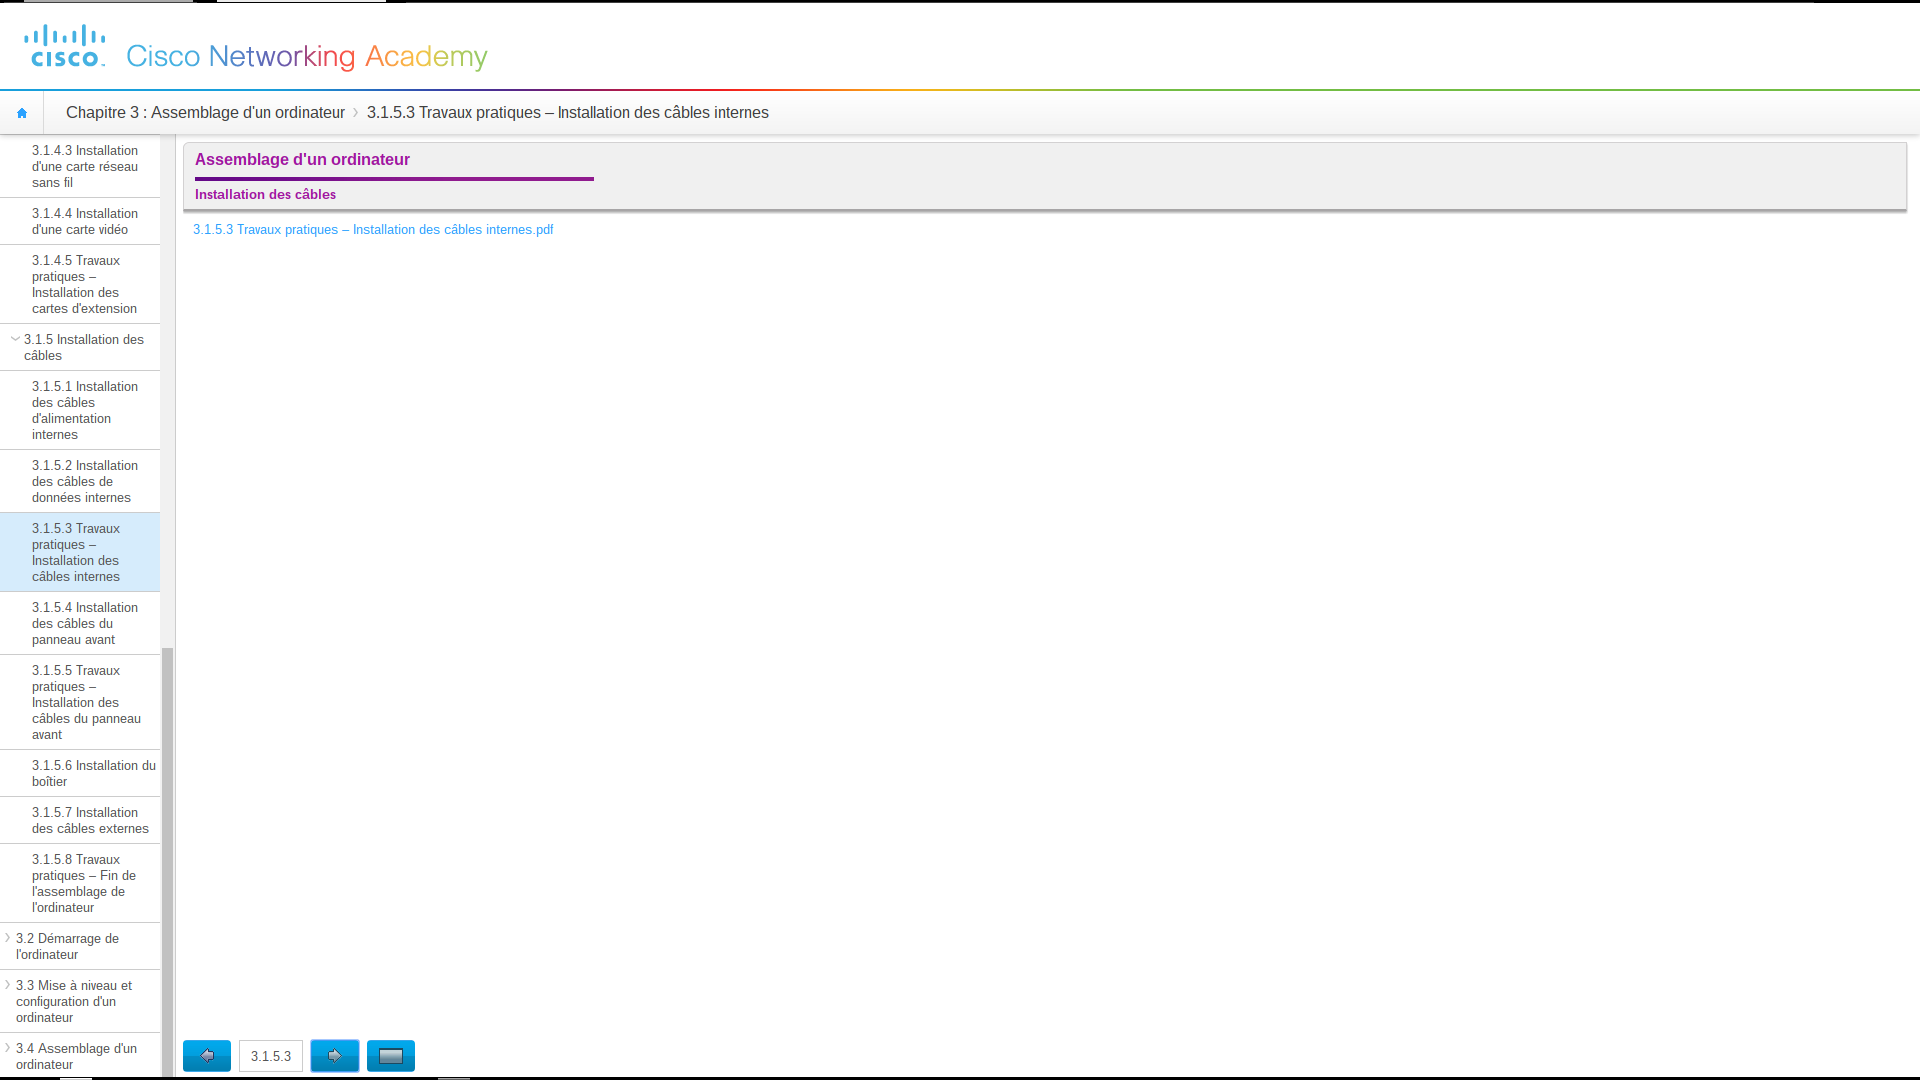 CISCO Cisco Networking Academy
Chapitre 3 : Assemblage d'un ordinateur › 3.1.5.3 Travaux pratiques – Installation des câbles internes
3.1.4.3 Installation
d'une carte réseau
sans fil
3.1.4.4 Installation
d'une carte vidéo
3.1.4.5 Travaux
pratiques –
Installation des
cartes d'extension
3.1.5 Installation des
câbles
3.1.5.1 Installation
des câbles
d'alimentation
internes
3.1.5.2 Installation
des câbles de
données internes
3.1.5.3 Travaux
pratiques –
Installation des
câbles internes
3.1.5.4 Installation
des câbles du
panneau avant
3.1.5.5 Travaux
pratiques –
Installation des
câbles du panneau
avant
3.1.5.6 Installation du
boîtier
3.1.5.7 Installation
des câbles externes
3.1.5.8 Travaux
pratiques – Fin de
l'assemblage de
l'ordinateur
3.2 Démarrage de
l'ordinateur
3.3 Mise à niveau et
configuration d'un
ordinateur
3.4 Assemblage d'un
ordinateur
Assemblage d'un ordinateur
Installation des câbles
3.1.5.3 Travaux pratiques – Installation des câbles internes.pdf
3.1.5.3